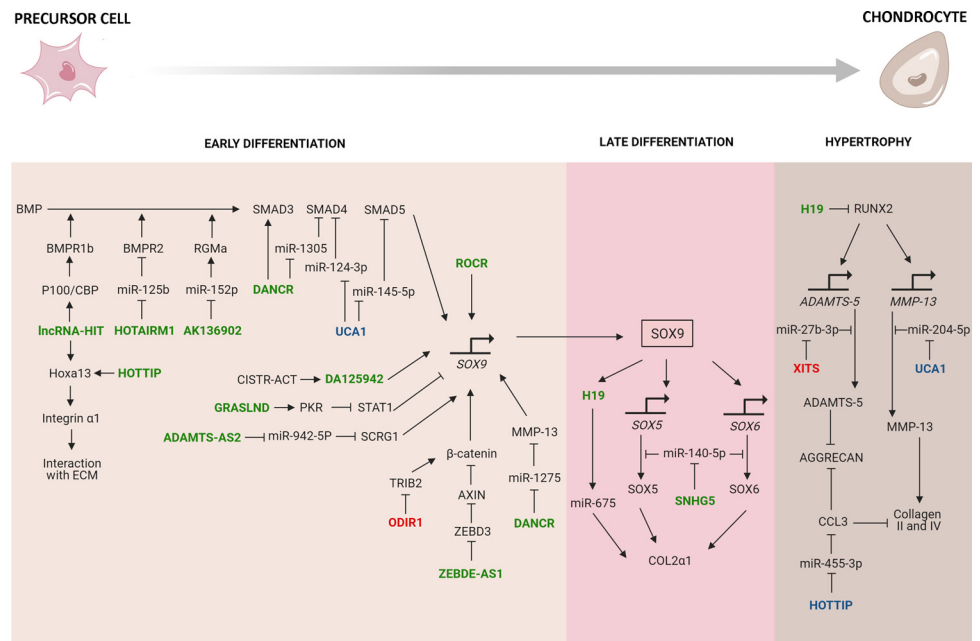 PRECURSOR CELL
CHONDROCYTE
EARLY DIFFERENTIATION
LATE DIFFERENTIATION
HYPERTROPHY
BMP
SMAD3
SMAD4
SMAD5
BMPR1b
BMPR2
RGMa
miR-1305
miR-124-3p
P100/CBP
miR-125b
miR-152p
DANCR
miR-145-5p
lncRNA-HIT
HOTAIRM1
AK136902
UCA1
ROCR
SOX9
Hoxa13
HOTTIP
CISTR-ACT
DA125942
GRASLND
PKR
STAT1
Integrin α1
ADAMTS-AS2
miR-942-5P
SCRG1
Interaction
with ECM
TRIB2
β-catenin
MMP-13
ODIR1
AXIN
miR-1275
ZEBD3
DANCR
ZEBDE-AS1
SOX9
H19
SOX5
SOX6
miR-140-5p
miR-675
SOX5
SNHG5
SOX6
COL2α1
H19
RUNX2
ADAMTS-5
MMP-13
miR-27b-3p
miR-204-5p
XITS
UCA1
ADAMTS-5
MMP-13
AGGRECAN
CCL3
Collagen
II and IV
miR-455-3p
HOTTIP